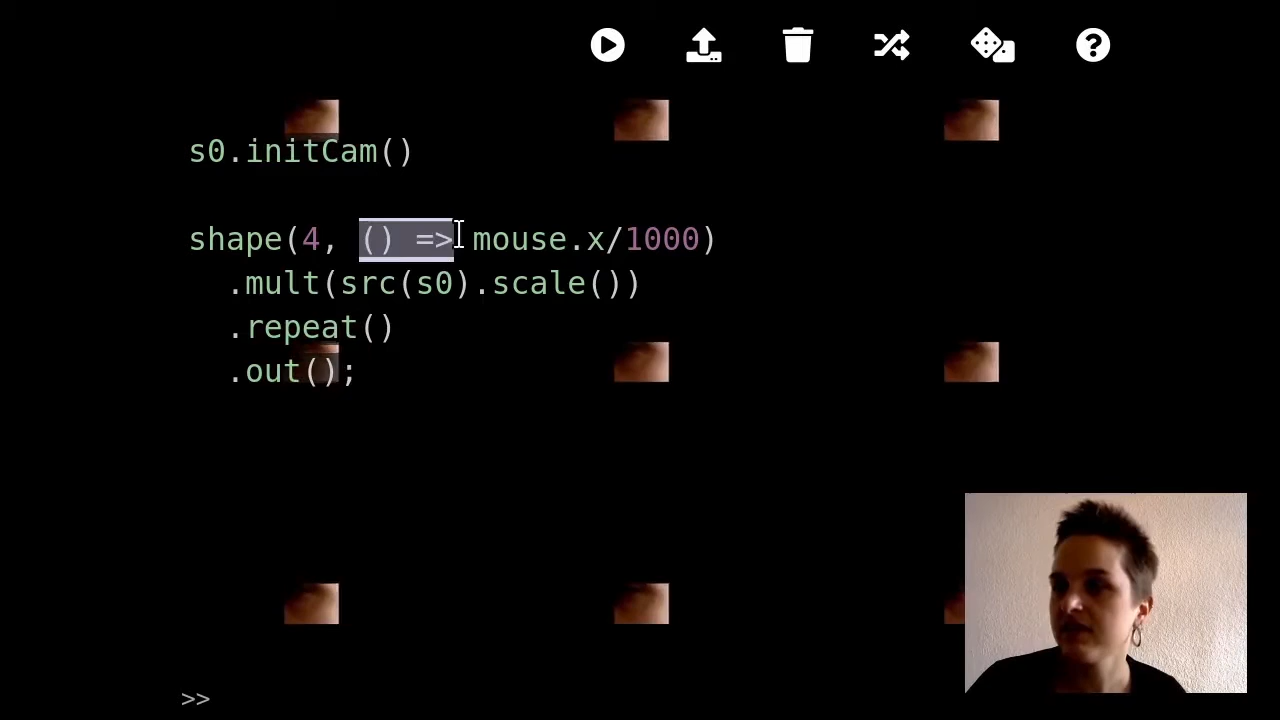 s0.initCam()
shape(4, () => mouse.x/1000)
.mult(src(s0).scale())
.repeat()
.out();
>>